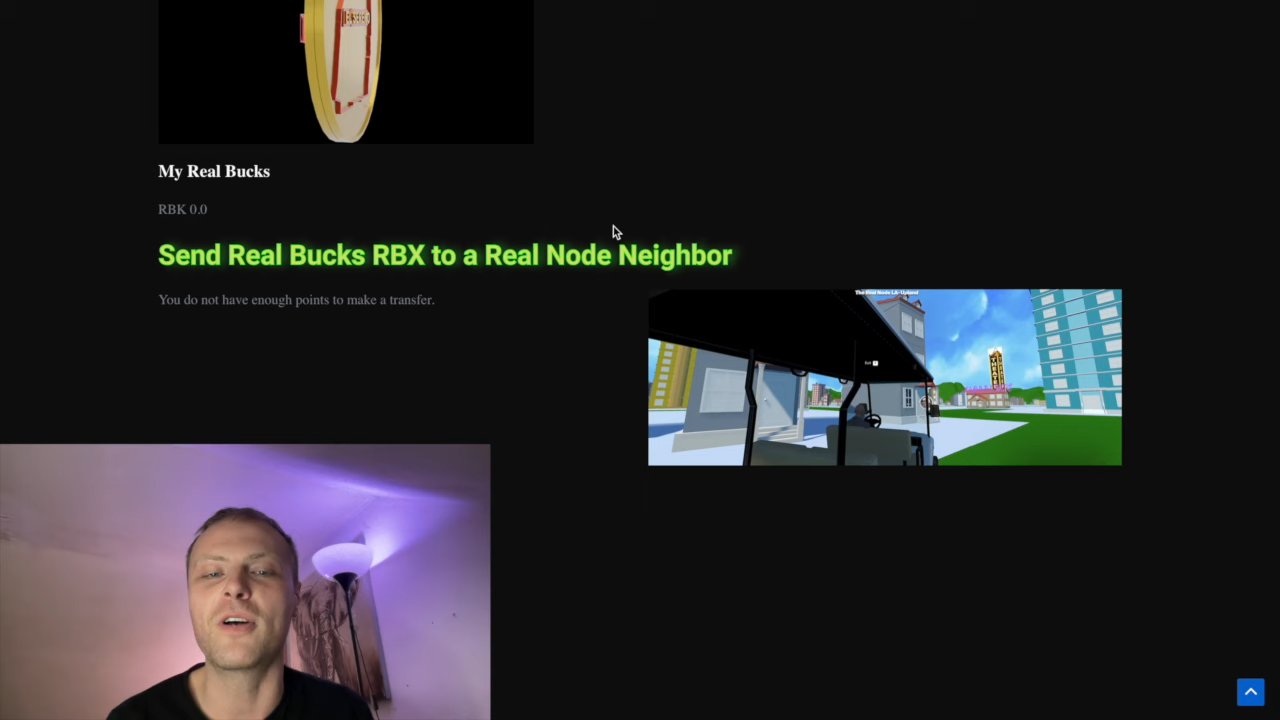 My Real Bucks
RBK 0.0
Send Real Bucks RBX to a Real Node Neighbor
You do not have enough points to make a transfer.